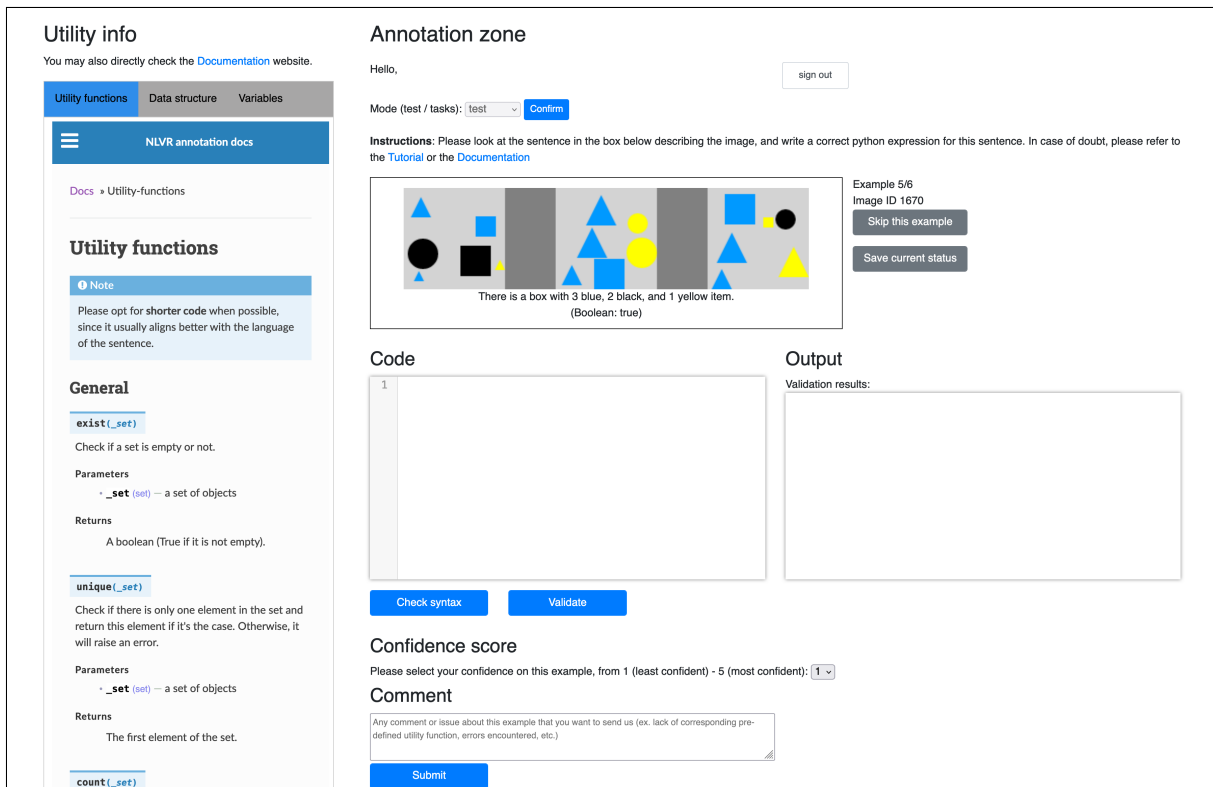 Utility info
You may also directly check the Documentation website.
Utility functions Data structure Variables
NLVR annotation docs
Docs » Utility-functions
Utility functions
Note
Please opt for shorter code when possible,
since it usually aligns better with the language
of the sentence.
General
exist(_set)
Check if a set is empty or not.
Parameters
• _set (set) — a set of objects
Returns
A boolean (True if it is not empty).
unique(_set)
Check if there is only one element in the set and
return this element if it's the case. Otherwise, it
will raise an error.
Parameters
• _set (set) — a set of objects
Returns
The first element of the set.
count(_set)
Annotation zone
Hello,
sign out
Mode (test / tasks): test Confirm
Instructions: Please look at the sentence in the box below describing the image, and write a correct python expression for this sentence. In case of doubt, please refer to
the Tutorial or the Documentation
There is a box with 3 blue, 2 black, and 1 yellow item.
(Boolean: true)
Example 5/6
Image ID 1670
Skip this example
Save current status
Code
1
Check syntax Validate
Output
Validation results:
Confidence score
Please select your confidence on this example, from 1 (least confident) - 5 (most confident): 1
Comment
Any comment or issue about this example that you want to send us (ex. lack of corresponding pre-
defined utility function, errors encountered, etc.)
Submit